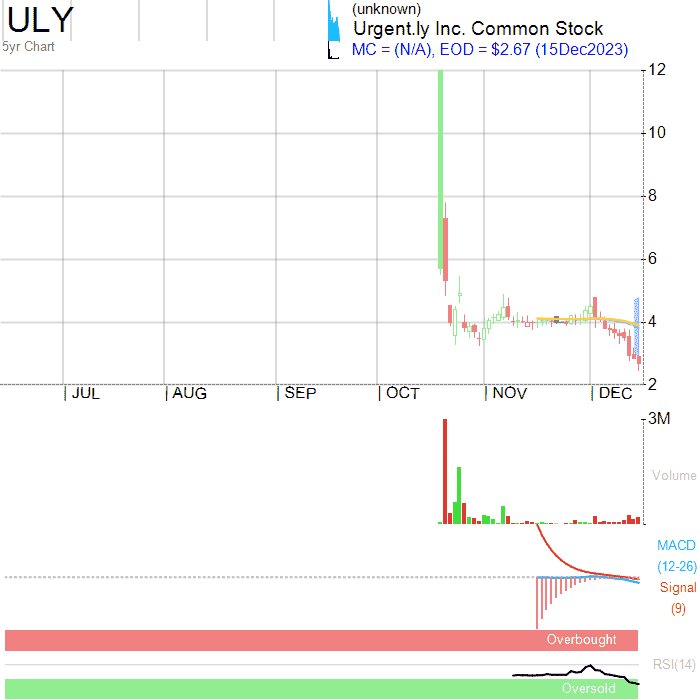 ULY
5yr Chart
(unknown)
Urgent.ly Inc. Common Stock
MC = (N/A), EOD = $2.67 (15Dec2023)
12
10
8
6
4
2
JUL AUG SEP OCT NOV DEC
3M
Volume
MACD
(12-26)
Signal
(9)
Overbought
RSI(14)
Oversold